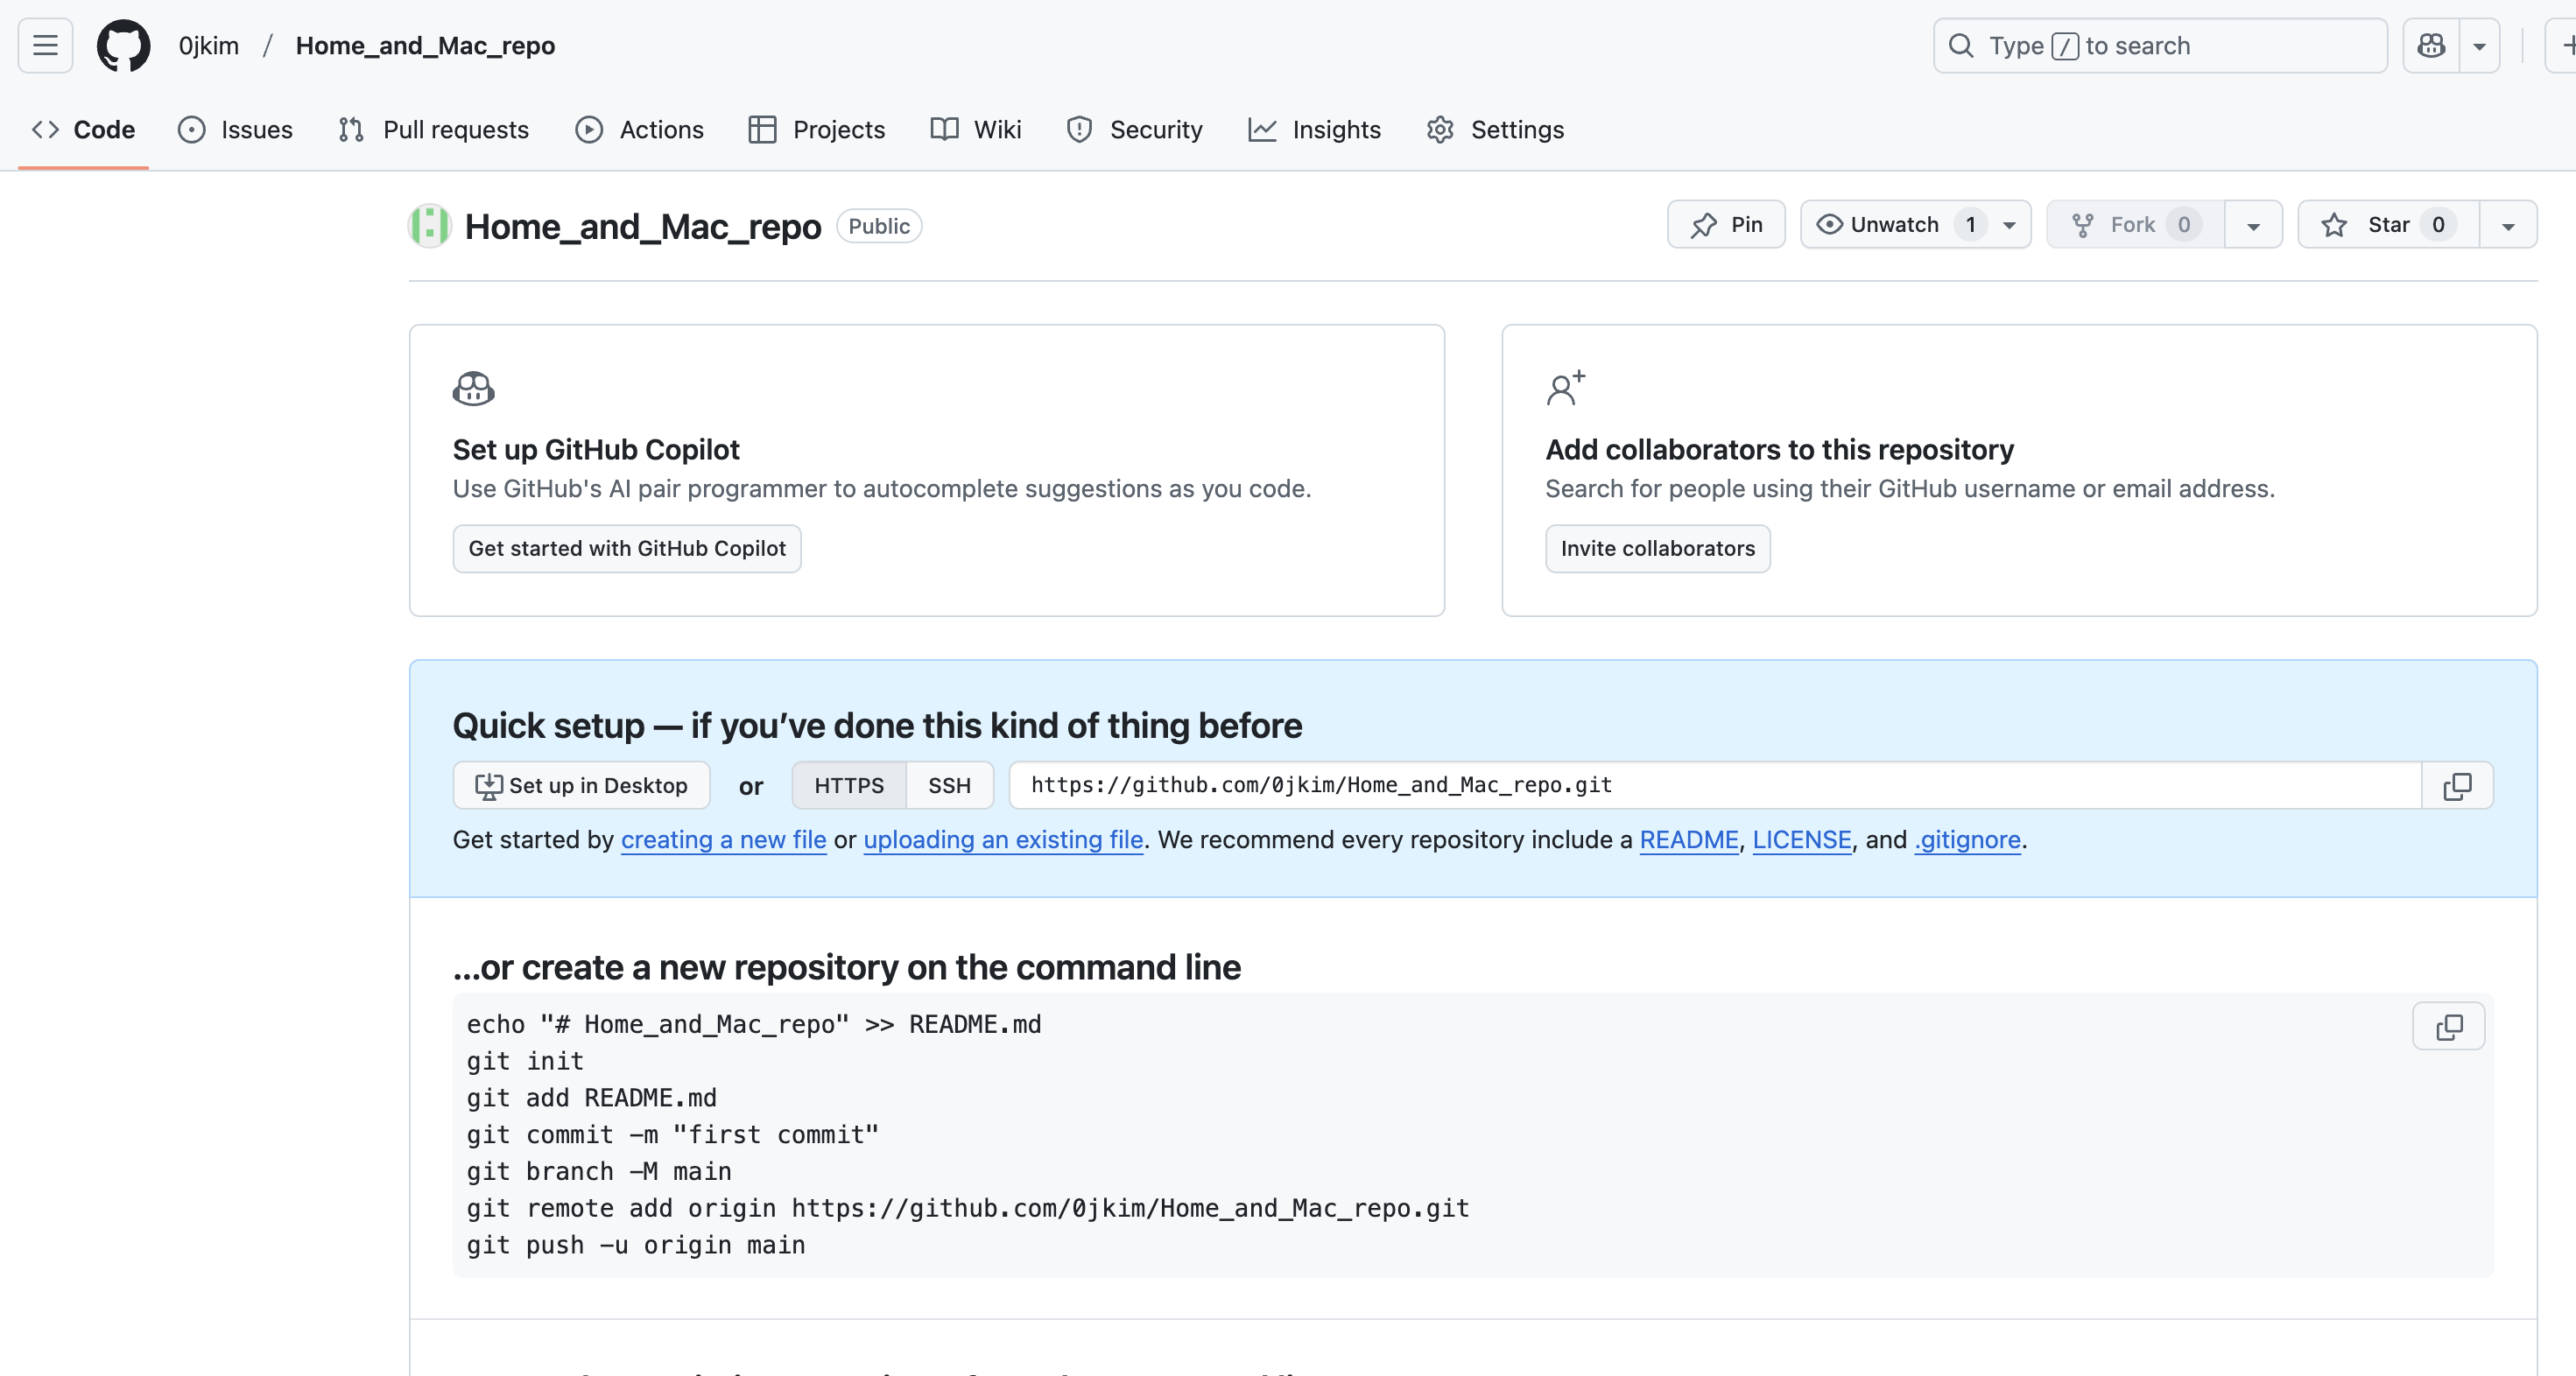 0jkim / Home_and_Mac_repo
Type / to search
Code Issues Pull requests Actions Projects Wiki Security Insights Settings
Home_and_Mac_repo Public
Pin Unwatch 1 Fork 0 Star 0
Set up GitHub Copilot
Use GitHub's AI pair programmer to autocomplete suggestions as you code.
Get started with GitHub Copilot
Add collaborators to this repository
Search for people using their GitHub username or email address.
Invite collaborators
Quick setup — if you’ve done this kind of thing before
Set up in Desktop or HTTPS SSH https://github.com/0jkim/Home_and_Mac_repo.git
Get started by creating a new file or uploading an existing file. We recommend every repository include a README, LICENSE, and .gitignore.
…or create a new repository on the command line
echo "# Home_and_Mac_repo" >> README.md
git init
git add README.md
git commit -m "first commit"
git branch -M main
git remote add origin https://github.com/0jkim/Home_and_Mac_repo.git
git push -u origin main